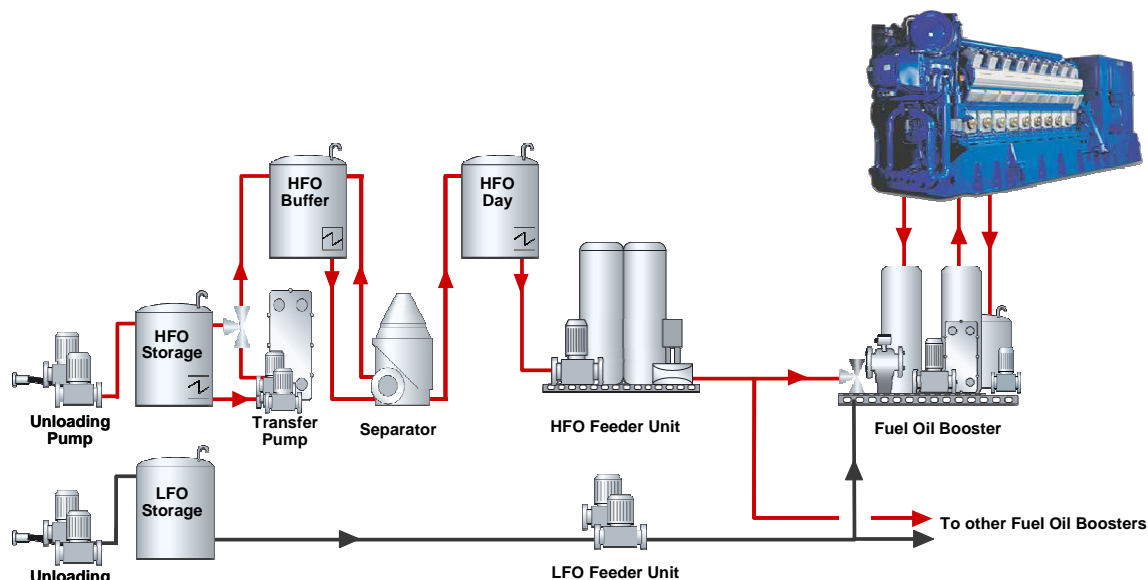 HFO
Buffer
HFO
Day
HFO
Storage
Unloading
Pump
Transfer
Pump
Separator
HFO Feeder Unit
Fuel Oil Booster
LFO
Storage
To other Fuel Oil Boosters
LFO Feeder Unit
Unloading